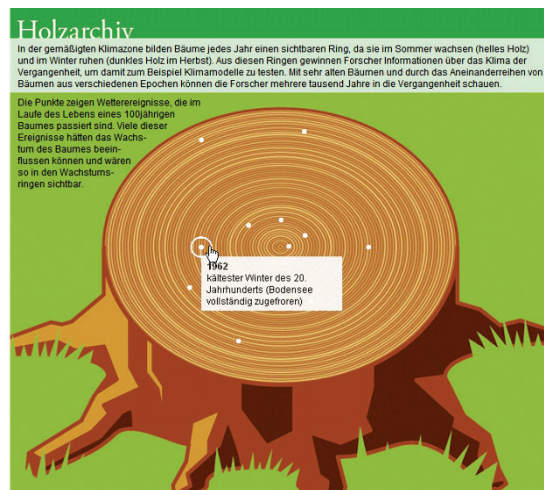 Holzarchiv
In der gemäßigten Klimazone bilden Bäume jedes Jahr einen sichtbaren Ring, da sie im Sommer wachsen (helles Holz)
und im Winter ruhen (dunkles Holz im Herbst). Aus diesen Ringen gewinnen Forscher Informationen über das Klima der
Vergangenheit, um damit zum Beispiel Klimamodelle zu testen. Mit sehr alten Bäumen und durch das Aneinanderreihen von
Bäumen aus verschiedenen Epochen können die Forscher mehrere tausend Jahre in die Vergangenheit schauen.
Die Punkte zeigen Wetterereignisse, die im
Laufe des Lebens eines 100jährigen
Baumes passiert sind. Viele dieser
Ereignisse hätten das Wachs-
tum des Baumes beein-
flussen können und wären
so in den Wachstums-
ringen sichtbar.
1962
kältester Winter des 20.
Jahrhunderts (Bodensee
vollständig zugefroren)